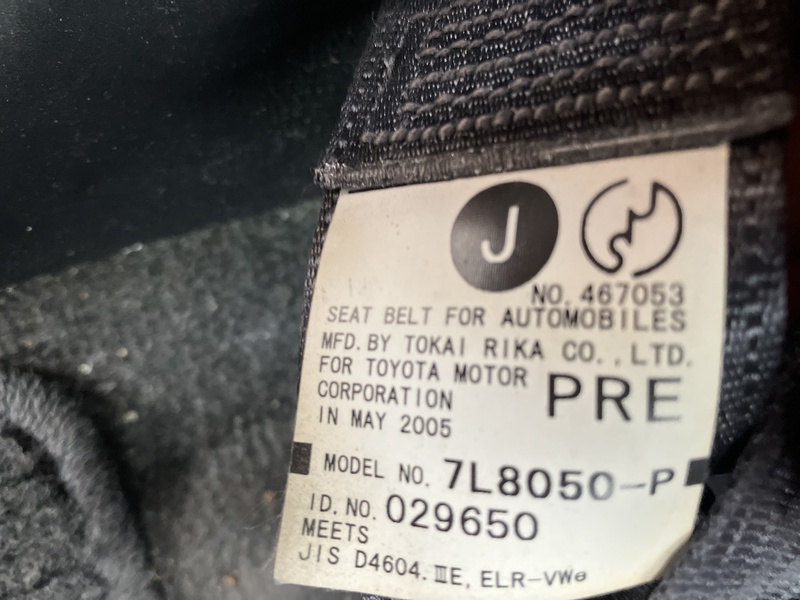 J
NO. 467053
SEAT BELT FOR AUTOMOBILES
MFD. BY TOKAI RIKA CO., LTD.
FOR TOYOTA MOTOR
CORPORATION
PRE
IN MAY 2005
MODEL NO. 7L8050-P
ID. NO. 029650
MEETS
JIS D4604. ⅢE, ELR-VWe